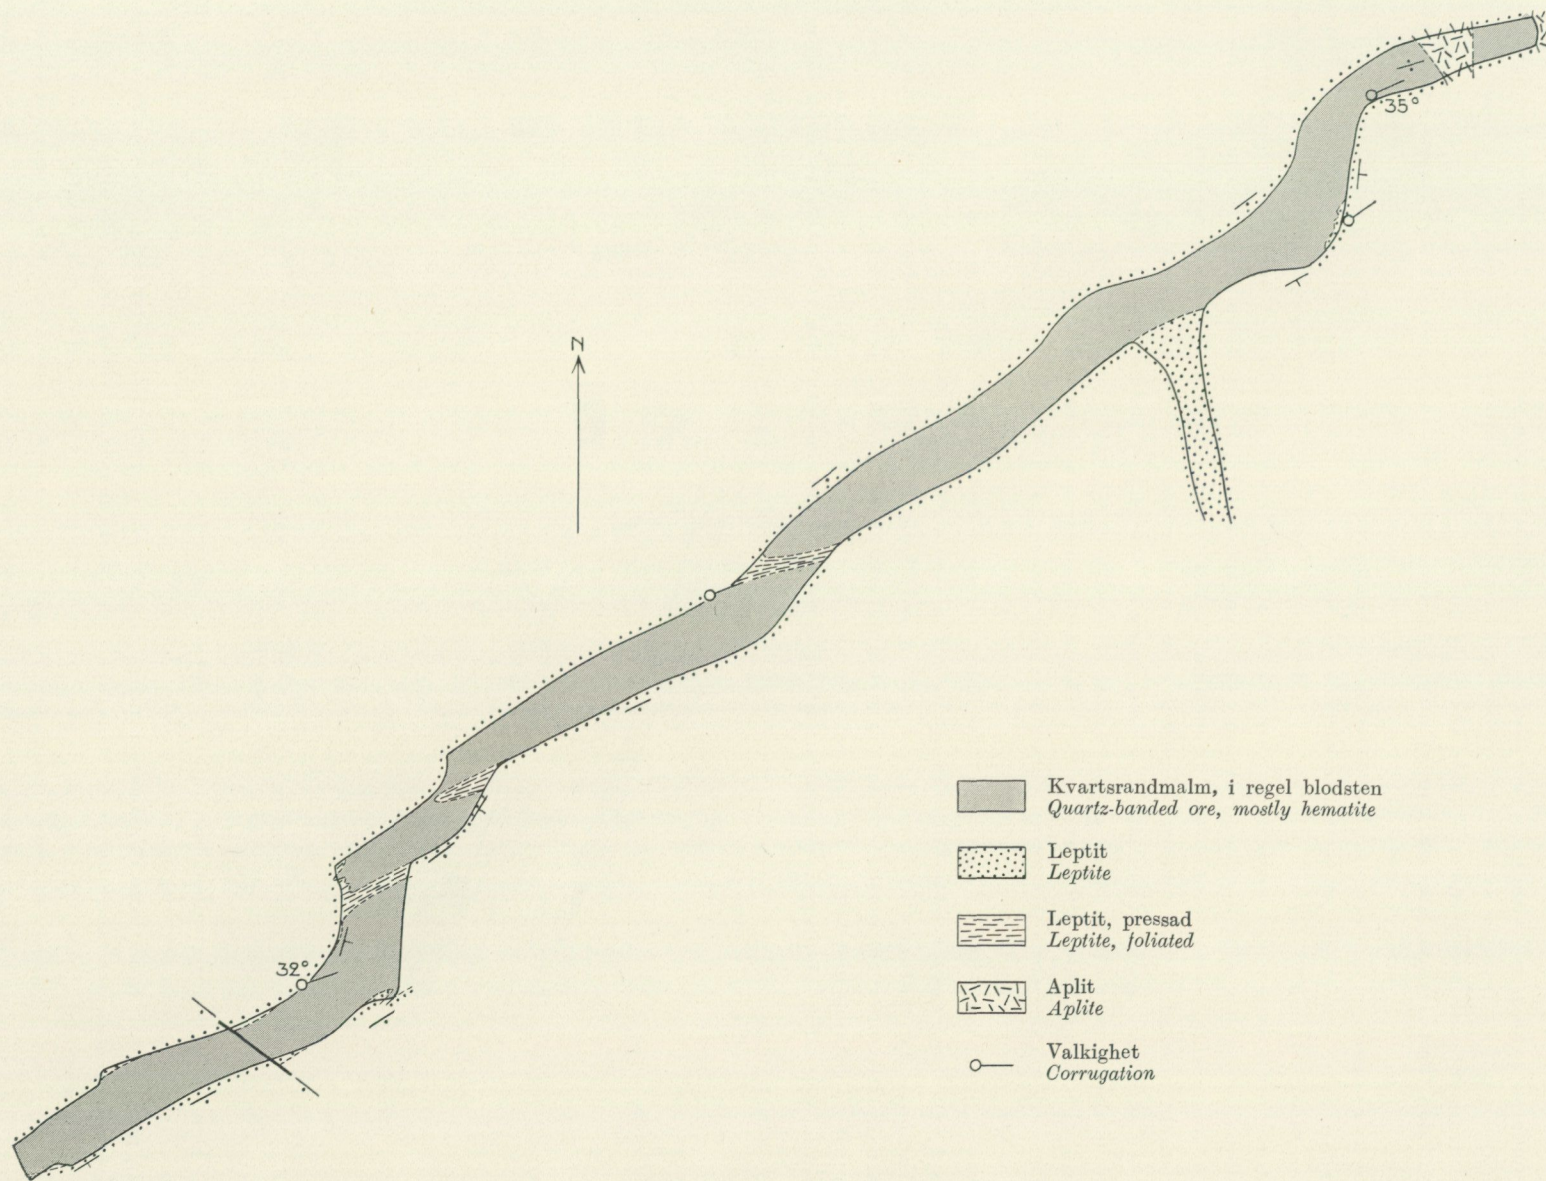 35°
N
32°
Kvartsrandmalm, i regel blodsten
Quartz-banded ore, mostly hematite
Leptit
Leptite
Leptit, pressad
Leptite, foliated
Aplit
Aplite
Valkighet
Corrugation